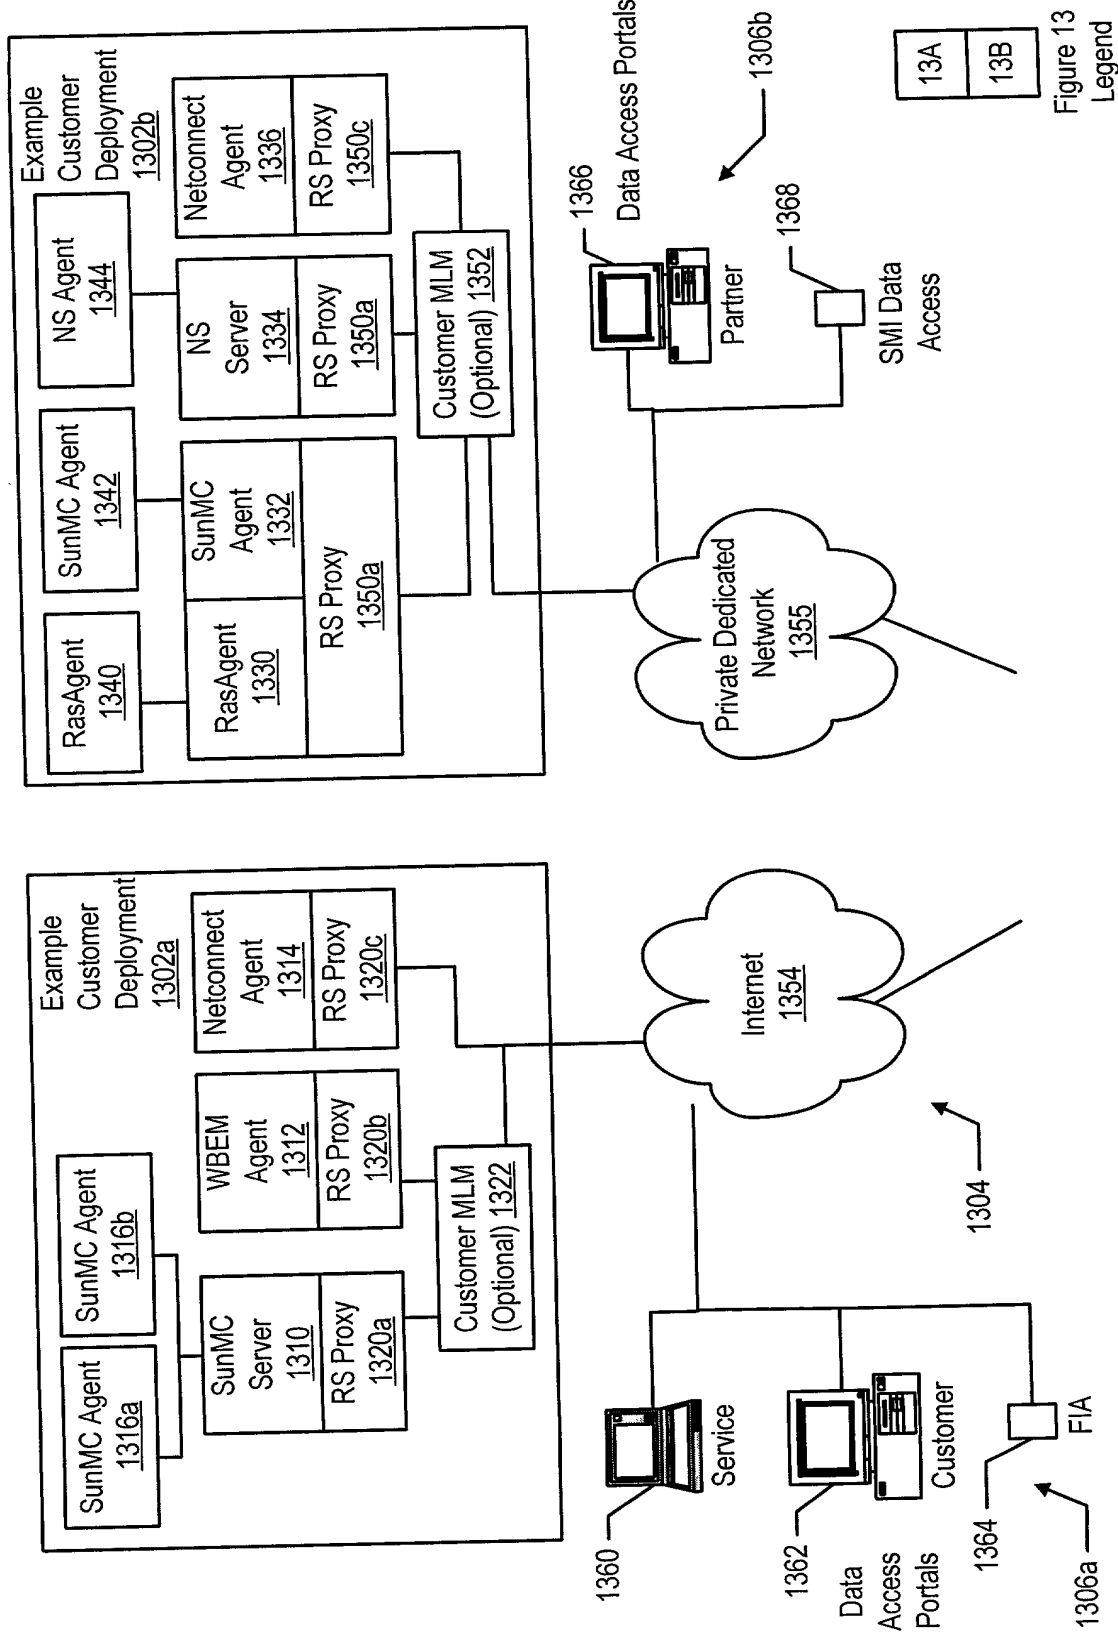 Example
Customer
Deployment
1302a
SunMC Agent
1316a
SunMC Agent
1316b
SunMC
Server
1310
RS Proxy
1320a
WBEM
Agent
1312
RS Proxy
1320b
Netconnect
Agent
1314
RS Proxy
1320c
Customer MLM
(Optional) 1322
Example
Customer
Deployment
1302b
RasAgent
1340
SunMC Agent
1342
NS Agent
1344
RasAgent
1330
SunMC
Agent
1332
RS Proxy
1350a
NS
Server
1334
RS Proxy
1350a
Netconnect
Agent
1336
RS Proxy
1350c
Customer MLM
(Optional) 1352
1360
Service
1362
Customer
Data
Access
Portals
1364
FIA
1306a
Internet
1354
1304
Private Dedicated
Network
1355
1366
Data Access Portals
Partner
1306b
1368
SMI Data
Access
13A
13B
Figure 13
Legend